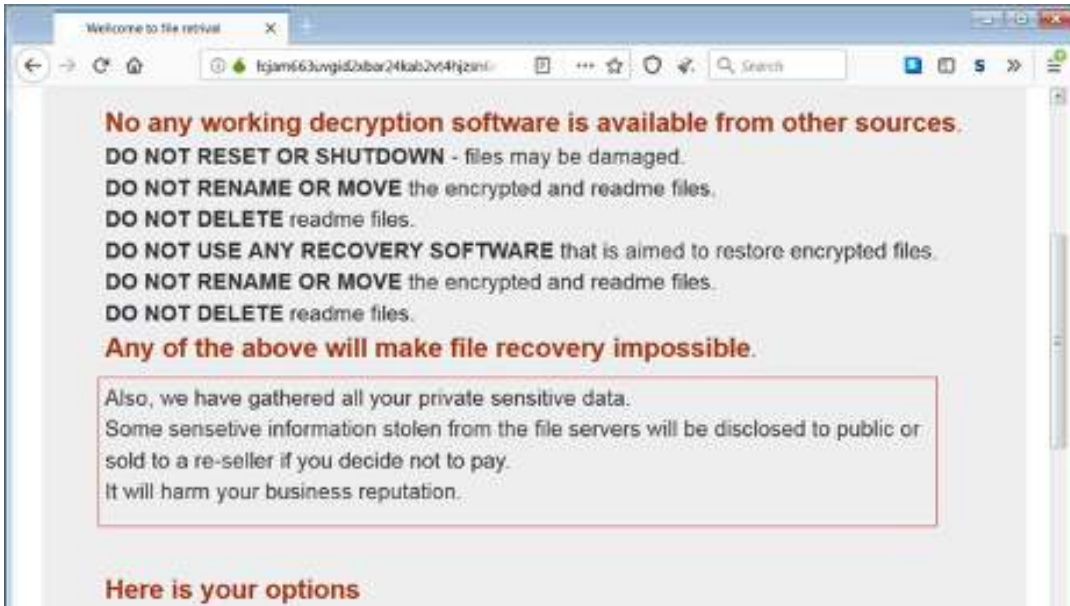 Wellcome to file retrival
Search
No any working decryption software is available from other sources.
DO NOT RESET OR SHUTDOWN - files may be damaged.
DO NOT RENAME OR MOVE the encrypted and readme files.
DO NOT DELETE readme files.
DO NOT USE ANY RECOVERY SOFTWARE that is aimed to restore encrypted files.
DO NOT RENAME OR MOVE the encrypted and readme files.
DO NOT DELETE readme files.
Any of the above will make file recovery impossible.
Also, we have gathered all your private sensitive data.
Some sensetive information stolen from the file servers will be disclosed to public or
sold to a re-seller if you decide not to pay.
It will harm your business reputation.
Here is your options